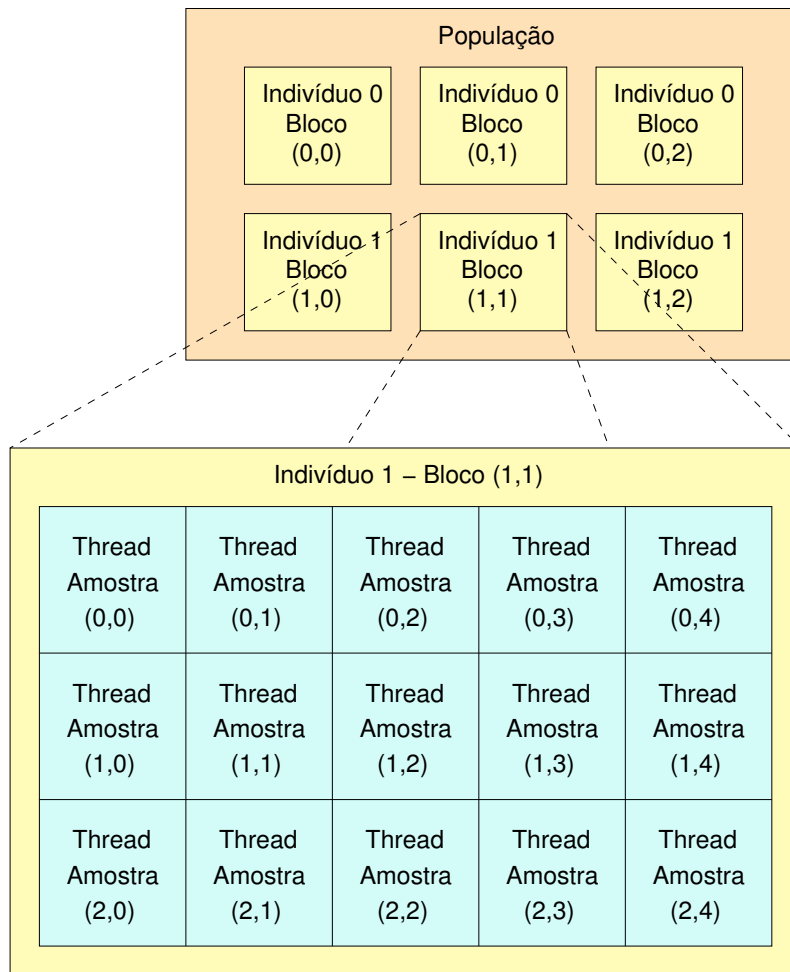 População
Indivíduo 0 Indivíduo 0 Indivíduo 0
Bloco Bloco Bloco
(0,0) (0,1) (0,2)
Indivíduo 1 Indivíduo 1 Indivíduo 1
Bloco Bloco Bloco
(1,0) (1,1) (1,2)
Indivíduo 1 – Bloco (1,1)
Thread Thread Thread Thread Thread
Amostra Amostra Amostra Amostra Amostra
(0,0) (0,1) (0,2) (0,3) (0,4)
Thread Thread Thread Thread Thread
Amostra Amostra Amostra Amostra Amostra
(1,0) (1,1) (1,2) (1,3) (1,4)
Thread Thread Thread Thread Thread
Amostra Amostra Amostra Amostra Amostra
(2,0) (2,1) (2,2) (2,3) (2,4)